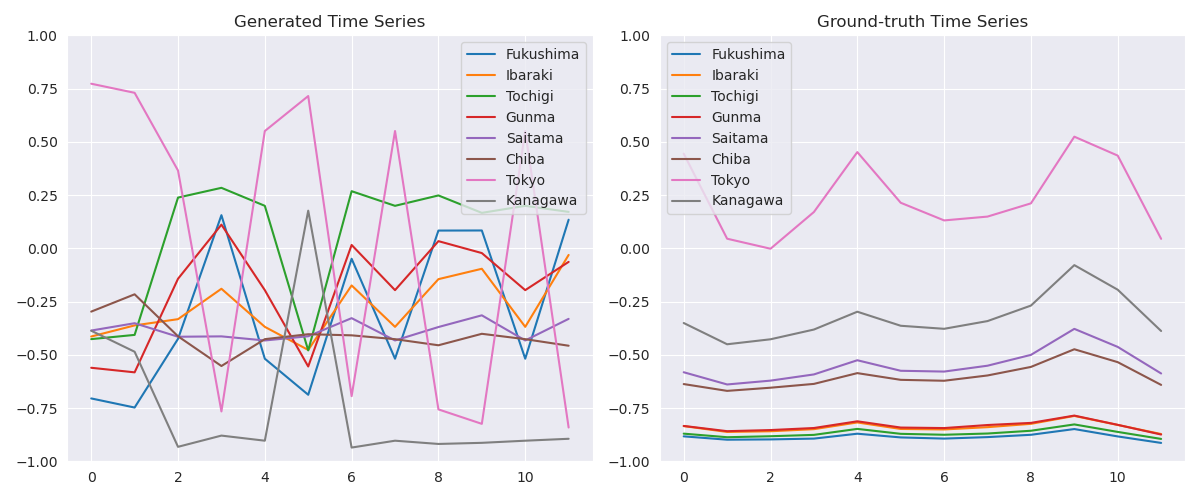 Generated Time Series
1.00
0.75
0.50
0.25
0.00
−0.25
−0.50
−0.75
−1.00
0
2
4
6
8
10
Fukushima
Ibaraki
Tochigi
Gunma
Saitama
Chiba
Tokyo
Kanagawa
Ground-truth Time Series
1.00
0.75
0.50
0.25
0.00
−0.25
−0.50
−0.75
−1.00
0
2
4
6
8
10
Fukushima
Ibaraki
Tochigi
Gunma
Saitama
Chiba
Tokyo
Kanagawa